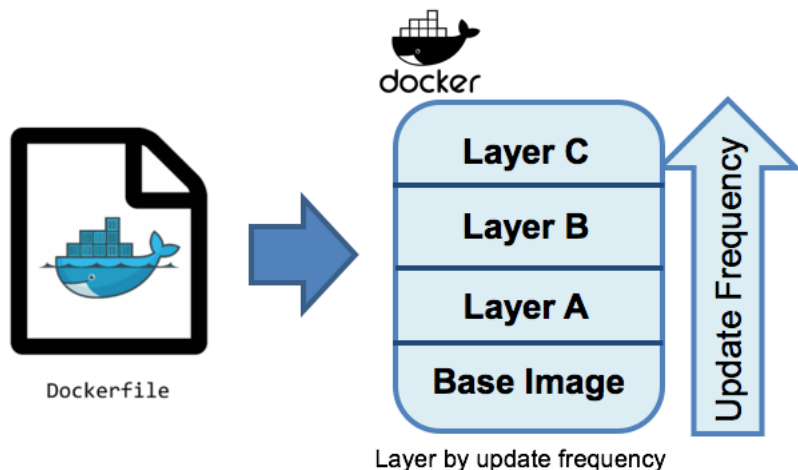 docker
Layer C
Layer B
Layer A
Base Image
Update Frequency
Dockerfile
Layer by update frequency